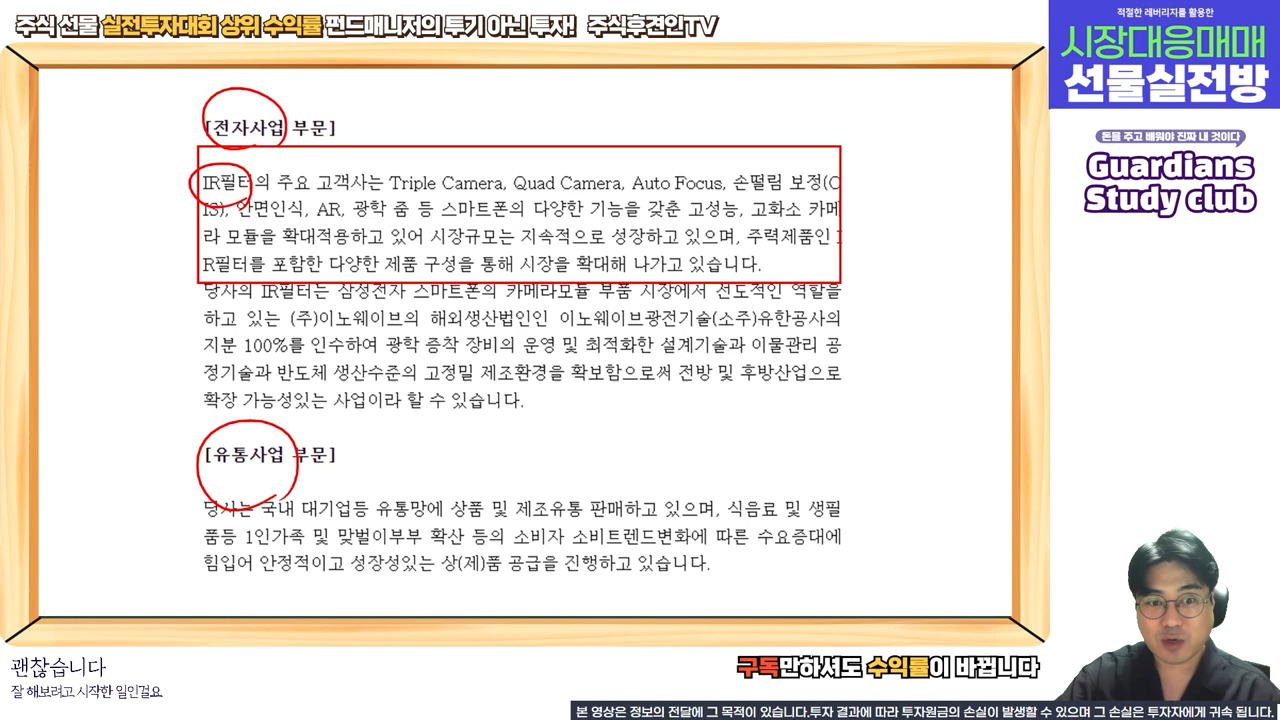 주식 선물 실전투자대회 상위 수익률 펀드매니저의 투기 아닌 투자! 주식후견인TV
적절한 레버리지를 활용한
시장대응매매
선물실전방
돈을 주고 배워야 진짜 내 것이다
Guardians
Study club
[전자사업 부문]
IR필터의 주요 고객사는 Triple Camera, Quad Camera, Auto Focus, 손떨림 보정(O
IS), 안면인식, AR, 광학 줌 등 스마트폰의 다양한 기능을 갖춘 고성능, 고화소 카메
라 모듈을 확대적용하고 있어 시장규모는 지속적으로 성장하고 있으며, 주력제품인 I
R필터를 포함한 다양한 제품 구성을 통해 시장을 확대해 나가고 있습니다.
당사의 IR필터는 삼성전자 스마트폰의 카메라모듈 부품 시장에서 선도적인 역할을
하고 있는 (주)이노웨이브의 해외생산법인인 이노웨이브광전기술(소주)유한공사의
지분 100%를 인수하여 광학 증착 장비의 운영 및 최적화한 설계기술과 이물관리 공
정기술과 반도체 생산수준의 고정밀 제조환경을 확보함으로써 전방 및 후방산업으로
확장 가능성있는 사업이라 할 수 있습니다.
[유통사업 부문]
당사는 국내 대기업등 유통망에 상품 및 제조유통 판매하고 있으며, 식음료 및 생필
품등 1인가족 및 맞벌이부부 확산 등의 소비자 소비트렌드변화에 따른 수요증대에
힘입어 안정적이고 성장성있는 상(제)품 공급을 진행하고 있습니다.
괜찮습니다
잘 해보려고 시작한 일인걸요
구독만하셔도 수익률이 바뀝니다
본 영상은 정보의 전달에 그 목적이 있습니다.투자 결과에 따라 투자원금의 손실이 발생할 수 있으며 그 손실은 투자자에게 귀속 됩니다.